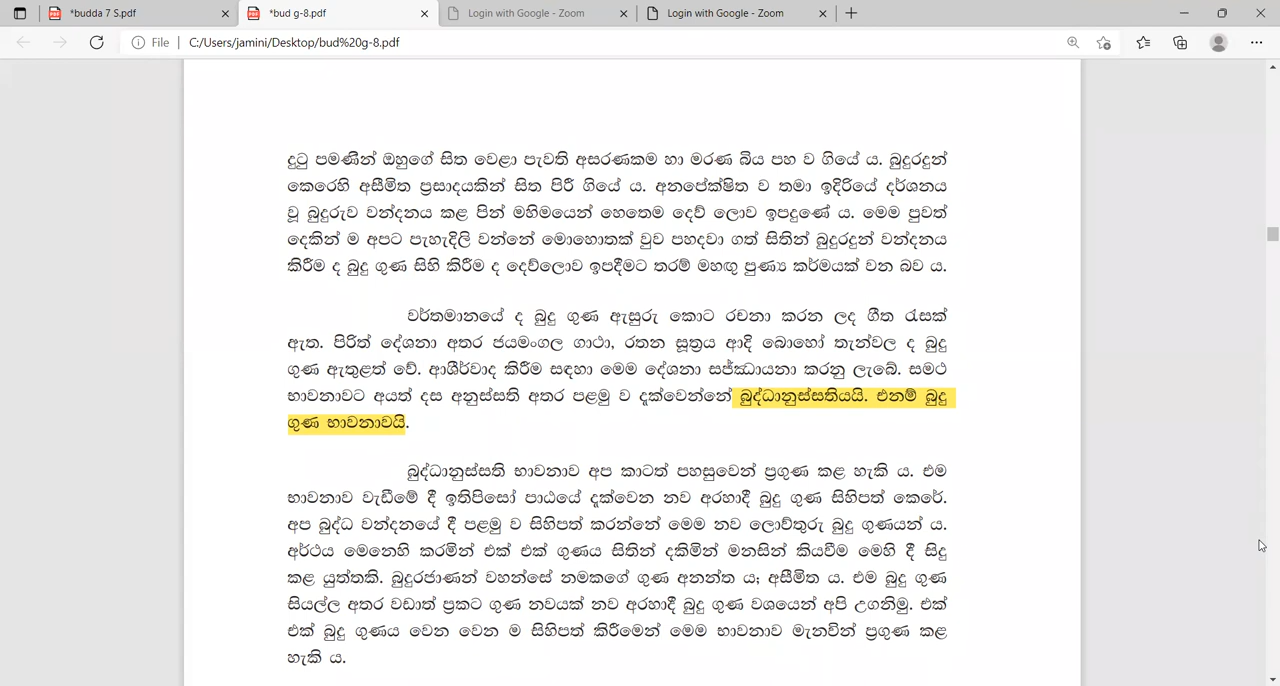 *budda 7 S.pdf
*bud g-8.pdf
Login with Google - Zoom
Login with Google - Zoom
File
C:/Users/jamini/Desktop/bud%20g-8.pdf
දුටු පමණින් ඔහුගේ සිත වෙළා පැවති අසරණකම හා මරණ බිය පහ ව ගියේ ය. බුදුරදුන්
කෙරෙහි අසීමිත ප්‍රසාදයකින් සිත පිරී ගියේ ය. අනපේක්ෂිත ව තමා ඉදිරියේ දර්ශනය
වූ බුදුරුව වන්දනය කළ පින් මහිමයෙන් හෙතෙම දෙව් ලොව ඉපදුණේ ය. මෙම පුවත්
දෙකින් ම අපට පැහැදිලි වන්නේ මොහොතක් වුව පහදවා ගත් සිතින් බුදුරදුන් වන්දනය
කිරීම ද බුදු ගුණ සිහි කිරීම ද දෙව්ලොව ඉපදීමට තරම් මහඟු පුණ්‍ය කර්මයක් වන බව ය.
වර්තමානයේ ද බුදු ගුණ ඇසුරු කොට රචනා කරන ලද ගීත රැසක්
ඇත. පිරිත් දේශනා අතර ජයමංගල ගාථා, රතන සූත්‍රය ආදි බොහෝ තැන්වල ද බුදු
ගුණ ඇතුළත් වේ. ආශීර්වාද කිරීම සඳහා මෙම දේශනා සජ්ඣායනා කරනු ලැබේ. සමථ
භාවනාවට අයත් දස අනුස්සති අතර පළමු ව දැක්වෙන්නේ බුද්ධානුස්සතියයි. එනම් බුදු
ගුණ භාවනාවයි.
බුද්ධානුස්සති භාවනාව අප කාටත් පහසුවෙන් ප්‍රගුණ කළ හැකි ය. එම
භාවනාව වැඩීමේ දී ඉතිපිසෝ පාඨයේ දැක්වෙන නව අරහාදී බුදු ගුණ සිහිපත් කෙරේ.
අප බුද්ධ වන්දනයේ දී පළමු ව සිහිපත් කරන්නේ මෙම නව ලොව්තුරු බුදු ගුණයන් ය.
අර්ථය මෙනෙහි කරමින් එක් එක් ගුණය සිතින් දකිමින් මනසින් කියවීම මෙහි දී සිදු
කළ යුත්තකි. බුදුරජාණන් වහන්සේ නමකගේ ගුණ අනන්ත ය; අසීමිත ය. එම බුදු ගුණ
සියල්ල අතර වඩාත් ප්‍රකට ගුණ නවයක් නව අරහාදී බුදු ගුණ වශයෙන් අපි උගනිමු. එක්
එක් බුදු ගුණය වෙන වෙන ම සිහිපත් කිරීමෙන් මෙම භාවනාව මැනවින් ප්‍රගුණ කළ
හැකි ය.